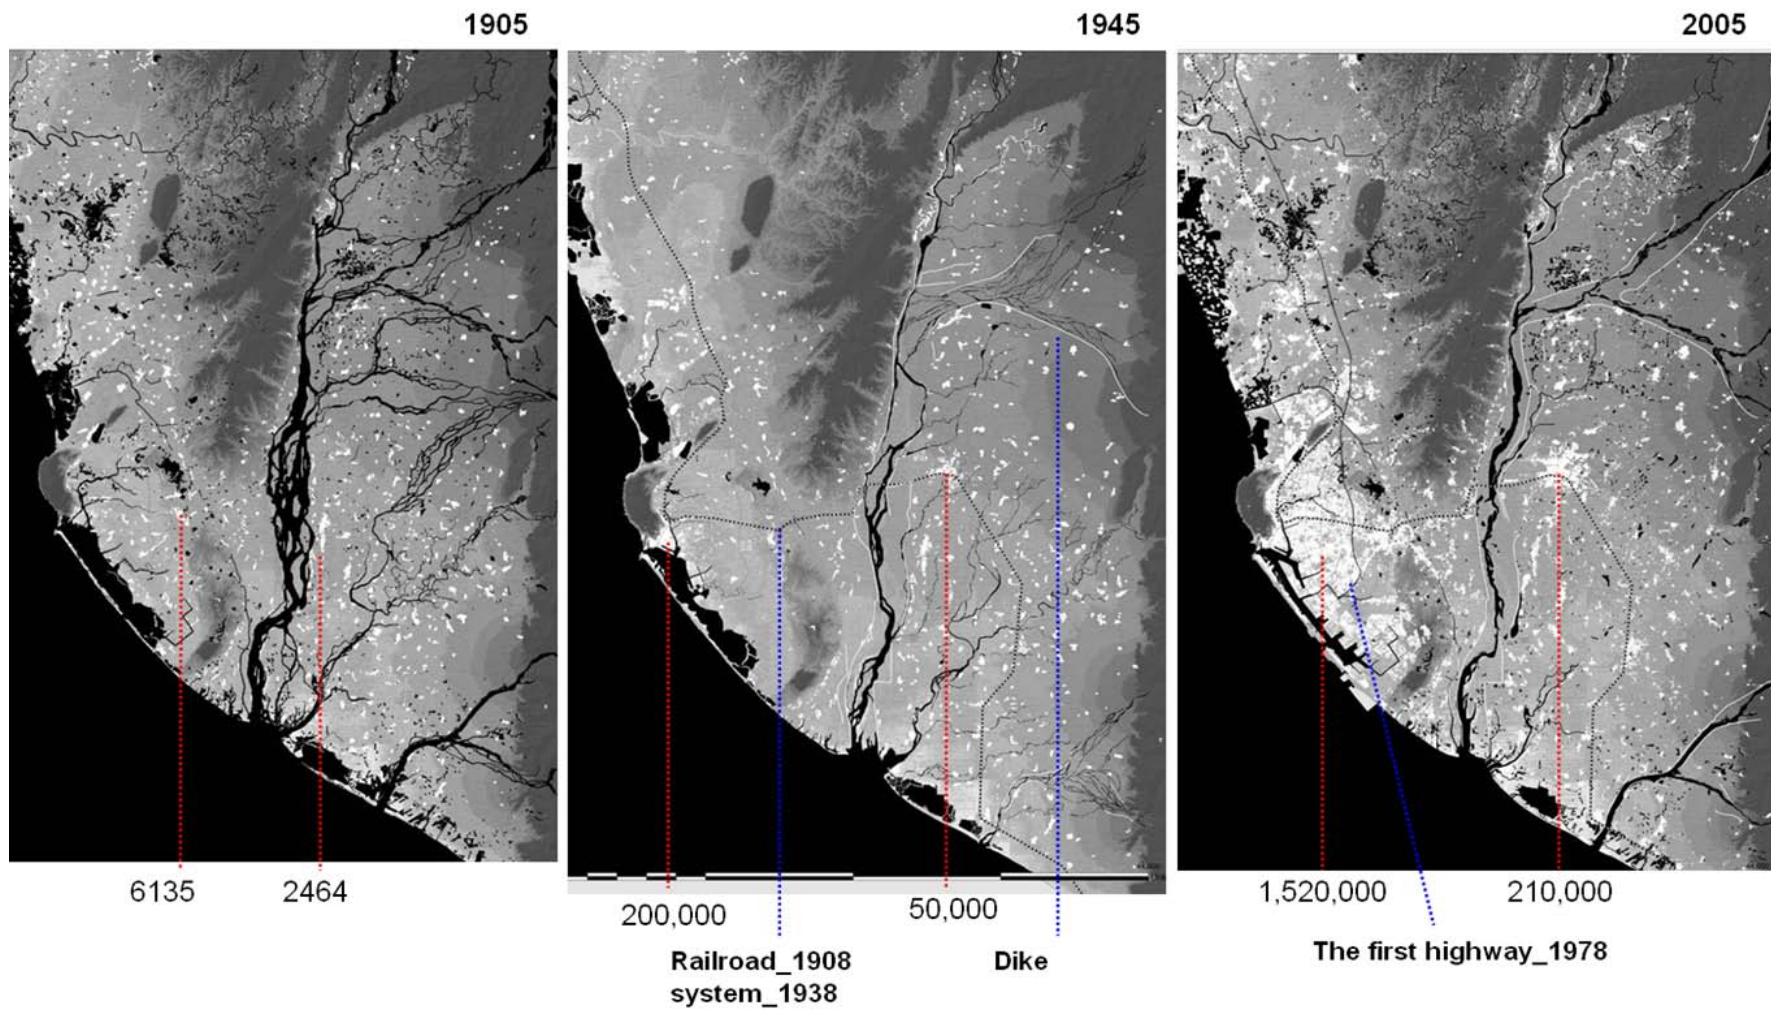 1905
1945
2005
6135
2464
200,000
50,000
1,520,000
210,000
Railroad_1908
system_1938
Dike
The first highway_1978